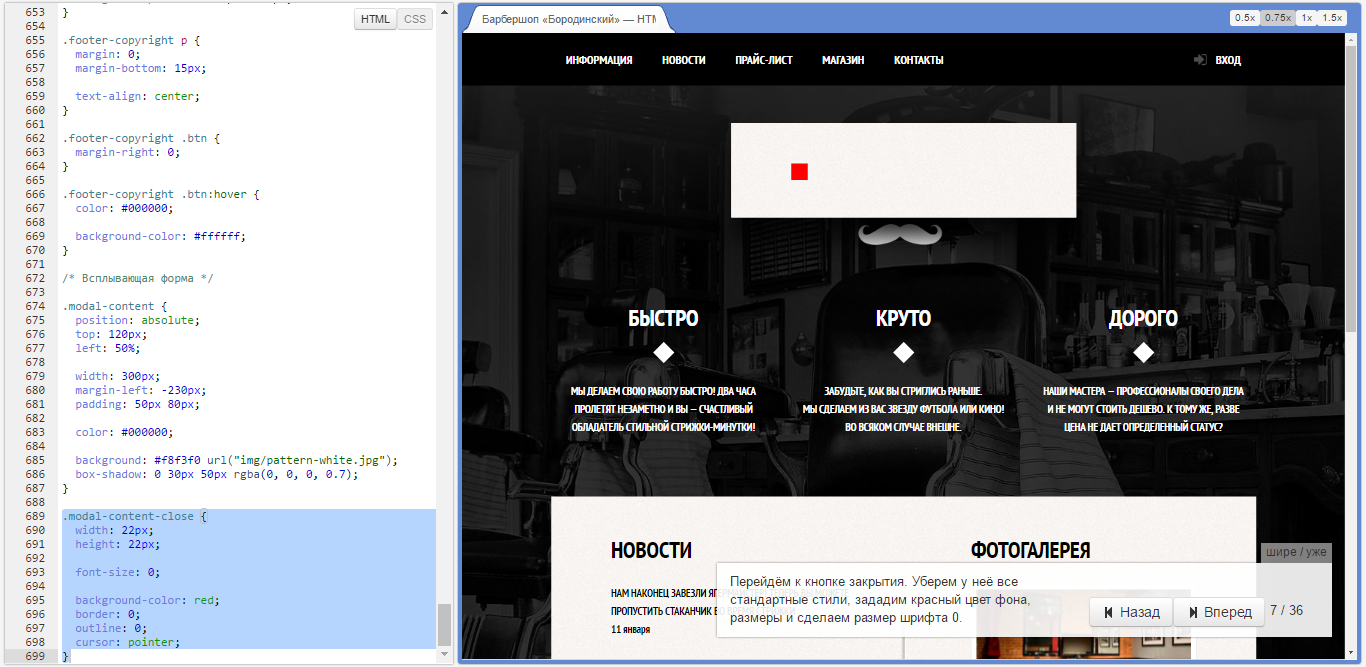 653 }
654
655 .footer-copyright p {
656 margin: 0;
657 margin-bottom: 15px;
658
659 text-align: center;
660 }
661
662 .footer-copyright .btn {
663 margin-right: 0;
664 }
665
666 .footer-copyright .btn:hover {
667 color: #000000;
668
669 background-color: #ffffff;
670 }
671
672 /* Всплывающая форма */
673
674 .modal-content {
675 position: absolute;
676 top: 120px;
677 left: 50%;
678
679 width: 300px;
680 margin-left: -230px;
681 padding: 50px 80px;
682
683 color: #000000;
684
685 background: #f8f3f0 url("img/pattern-white.jpg");
686 box-shadow: 0 30px 50px rgba(0, 0, 0, 0.7);
687 }
688
689 .modal-content-close {
690 width: 22px;
691 height: 22px;
692
693 font-size: 0;
694
695 background-color: red;
696 border: 0;
697 outline: 0;
698 cursor: pointer;
699 }
HTML CSS
Барбершоп «Бородинский» — HTM
0.5x 0.75x 1x 1.5x
ИНФОРМАЦИЯ НОВОСТИ ПРАЙС-ЛИСТ МАГАЗИН КОНТАКТЫ ВХОД
БЫСТРО
МЫ ДЕЛАЕМ СВОЮ РАБОТУ БЫСТРО! ДВА ЧАСА
ПРОЛЕТЯТ НЕЗАМЕТНО И ВЫ — СЧАСТЛИВЫЙ
ОБЛАДАТЕЛЬ СТИЛЬНОЙ СТРИЖКИ-МИНУТКИ!
КРУТО
ЗАБУДЬТЕ, КАК ВЫ СТРИГЛИСЬ РАНЬШЕ.
МЫ СДЕЛАЕМ ИЗ ВАС ЗВЕЗДУ ФУТБОЛА ИЛИ КИНО!
ВО ВСЯКОМ СЛУЧАЕ ВНЕШНЕ.
ДОРОГО
НАШИ МАСТЕРА — ПРОФЕССИОНАЛЫ СВОЕГО ДЕЛА
И НЕ МОГУТ СТОИТЬ ДЕШЕВО. К ТОМУ ЖЕ, РАЗВЕ
ЦЕНА НЕ ДАЕТ ОПРЕДЕЛЕННЫЙ СТАТУС?
НОВОСТИ
НАМ НАКОНЕЦ ЗАВЕЗЛИ
ПРОПУСТИТЬ СТАКАНЧИК
11 января
ФОТОГАЛЕРЕЯ
шире / уже
Перейдём к кнопке закрытия. Уберем у неё все
стандартные стили, зададим красный цвет фона,
размеры и сделаем размер шрифта 0.
Назад Вперед 7 / 36